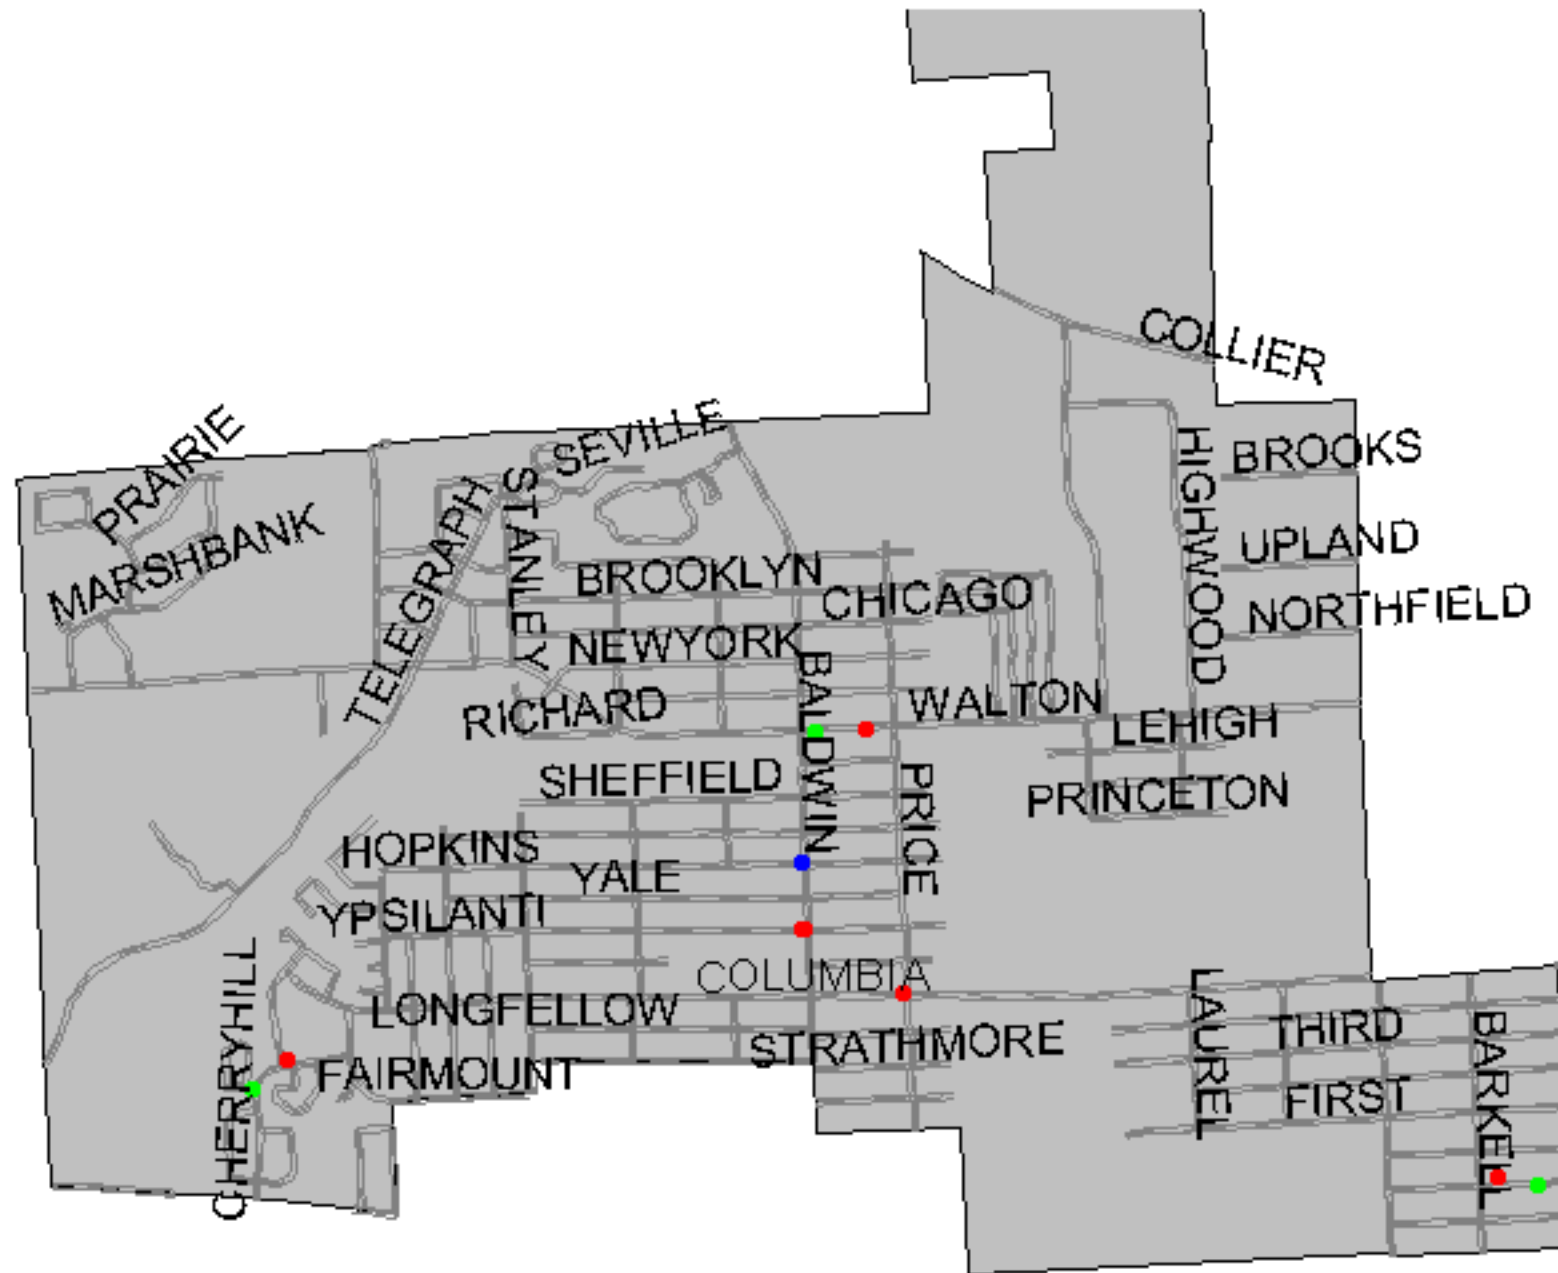 COLLIER
PRAIRIE
SEVILLE
BROOKS
MARSHBANK
TELEGRAPH
STANLEY
HIGHWOOD
UPLAND
BROOKLYN
CHICAGO
NORTHFIELD
NEWYORK
BALDWIN
RICHARD
WALTON
LEHIGH
SHEFFIELD
PRICE
PRINCETON
HOPKINS
YALE
YPSILANTI
COLUMBIA
CHERRYHILL
LONGFELLOW
LAUREL
STRATHMORE
THIRD
BARKELL
FAIRMOUNT
FIRST